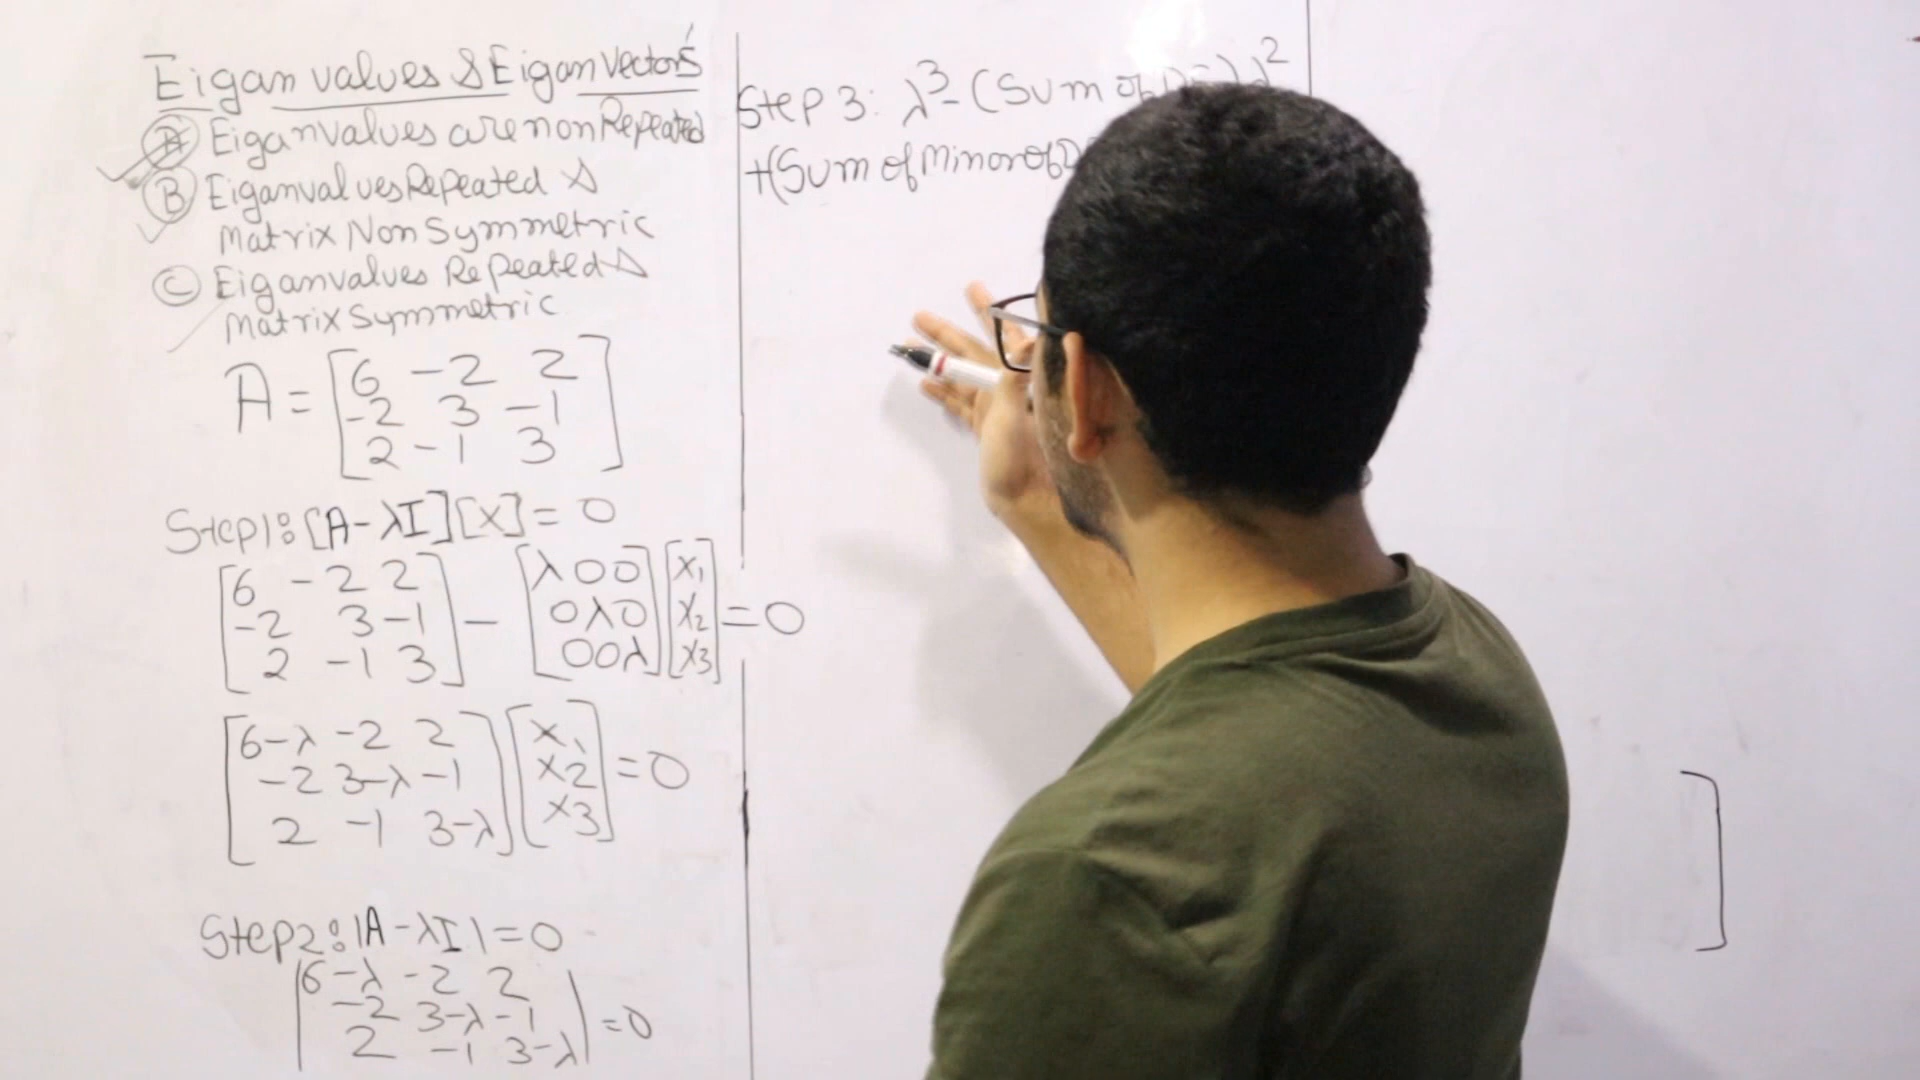 Eigan values & Eigan Vectors
A Eiganvalues are non Repeated
B Eiganvalues Repeated &
Matrix Non Symmetric
C Eiganvalues Repeated &
Matrix Symmetric
A = [6 -2 2
-2 3 -1
2 -1 3]
Step1: [A-λI][X] = 0
[6 -2 2
-2 3 -1
2 -1 3] - [λ 0 0
0 λ 0
0 0 λ] [x1
x2
x3] = 0
[6-λ -2 2
-2 3-λ -1
2 -1 3-λ] [x1
x2
x3] = 0
Step2: |A-λI| = 0
|6-λ -2 2
-2 3-λ -1
2 -1 3-λ| = 0
Step 3: λ³ - (Sum of λ²
+(Sum of Minor of
]